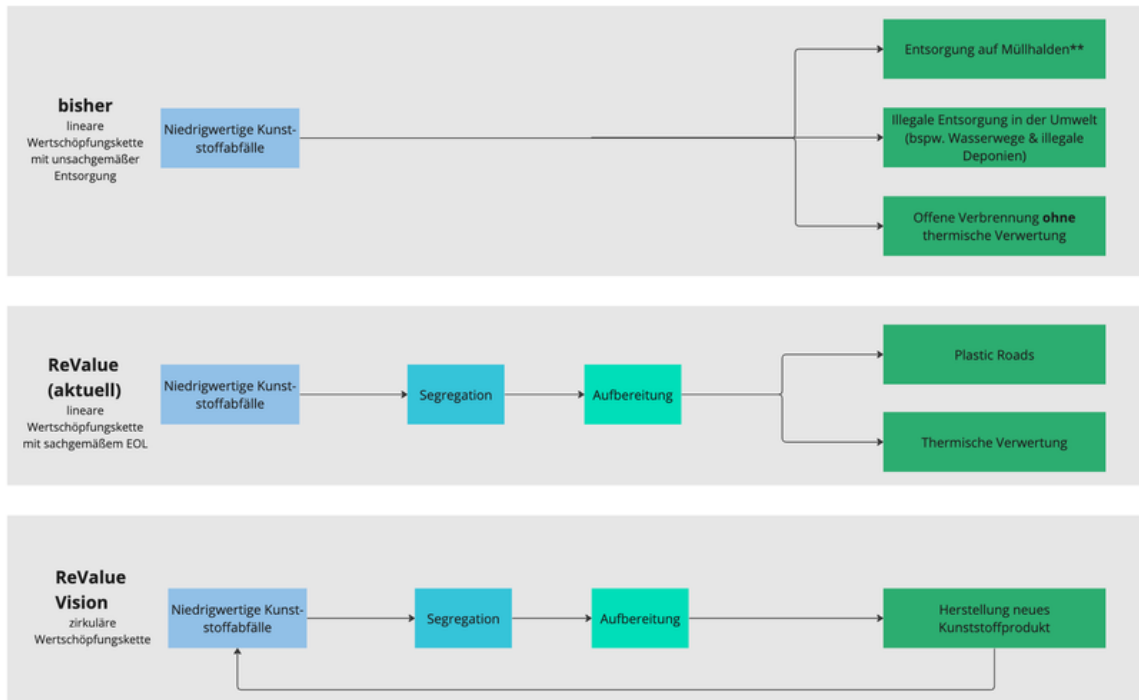 bisher
lineare
Wertschöpfungskette
mit unsachgemäßer
Entsorgung
Niedrigwertige Kunst-
stoffabfälle
Entsorgung auf Müllhalden**
Illegale Entsorgung in der Umwelt
(bspw. Wasserwege & illegale
Deponien)
Offene Verbrennung ohne
thermische Verwertung
ReValue
(aktuell)
lineare
Wertschöpfungskette
mit sachgemäßem EOL
Niedrigwertige Kunst-
stoffabfälle
Segregation
Aufbereitung
Plastic Roads
Thermische Verwertung
ReValue
Vision
zirkuläre
Wertschöpfungskette
Niedrigwertige Kunst-
stoffabfälle
Segregation
Aufbereitung
Herstellung neues
Kunststoffprodukt